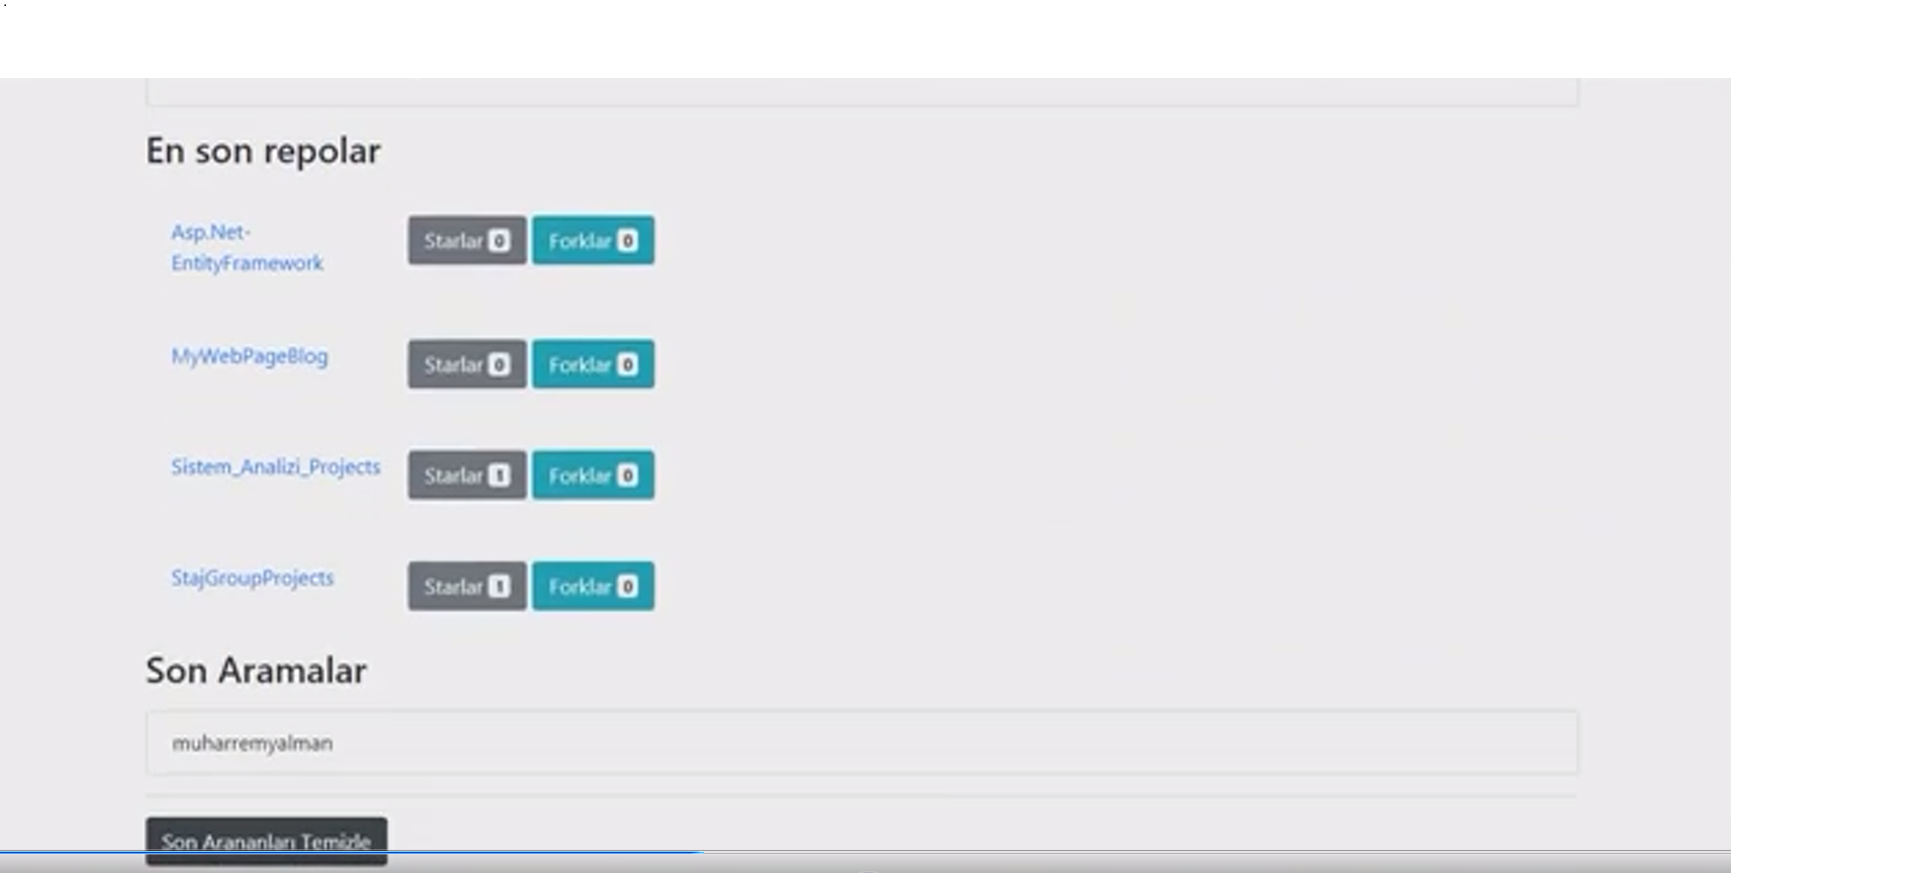 En son repolar
Asp.Net-
EntityFramework
Starlar 0 Forklar 0
MyWebPageBlog
Starlar 0 Forklar 0
Sistem_Analizi_Projects
Starlar 1 Forklar 0
StajGroupProjects
Starlar 1 Forklar 0
Son Aramalar
muharremyalman
Son Arananları Temizle